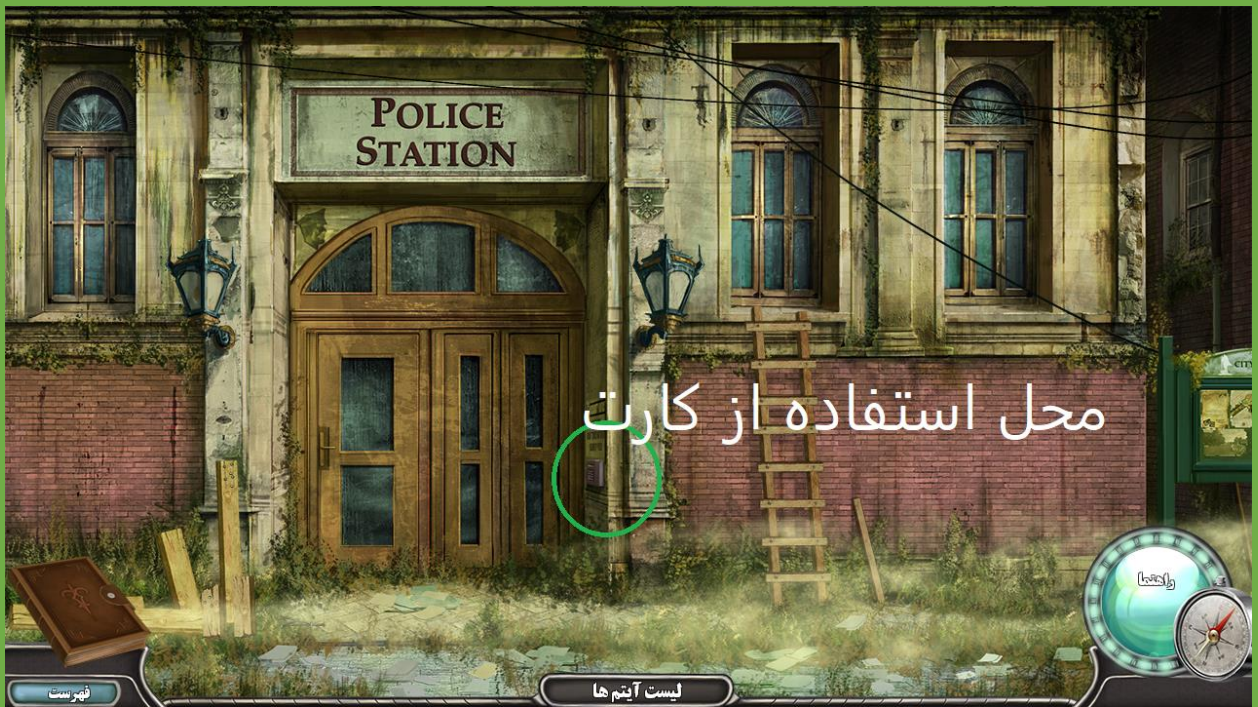 POLICE
STATION
محل استفاده از کارت
راهنما
فهرست
لیست آیتم ها